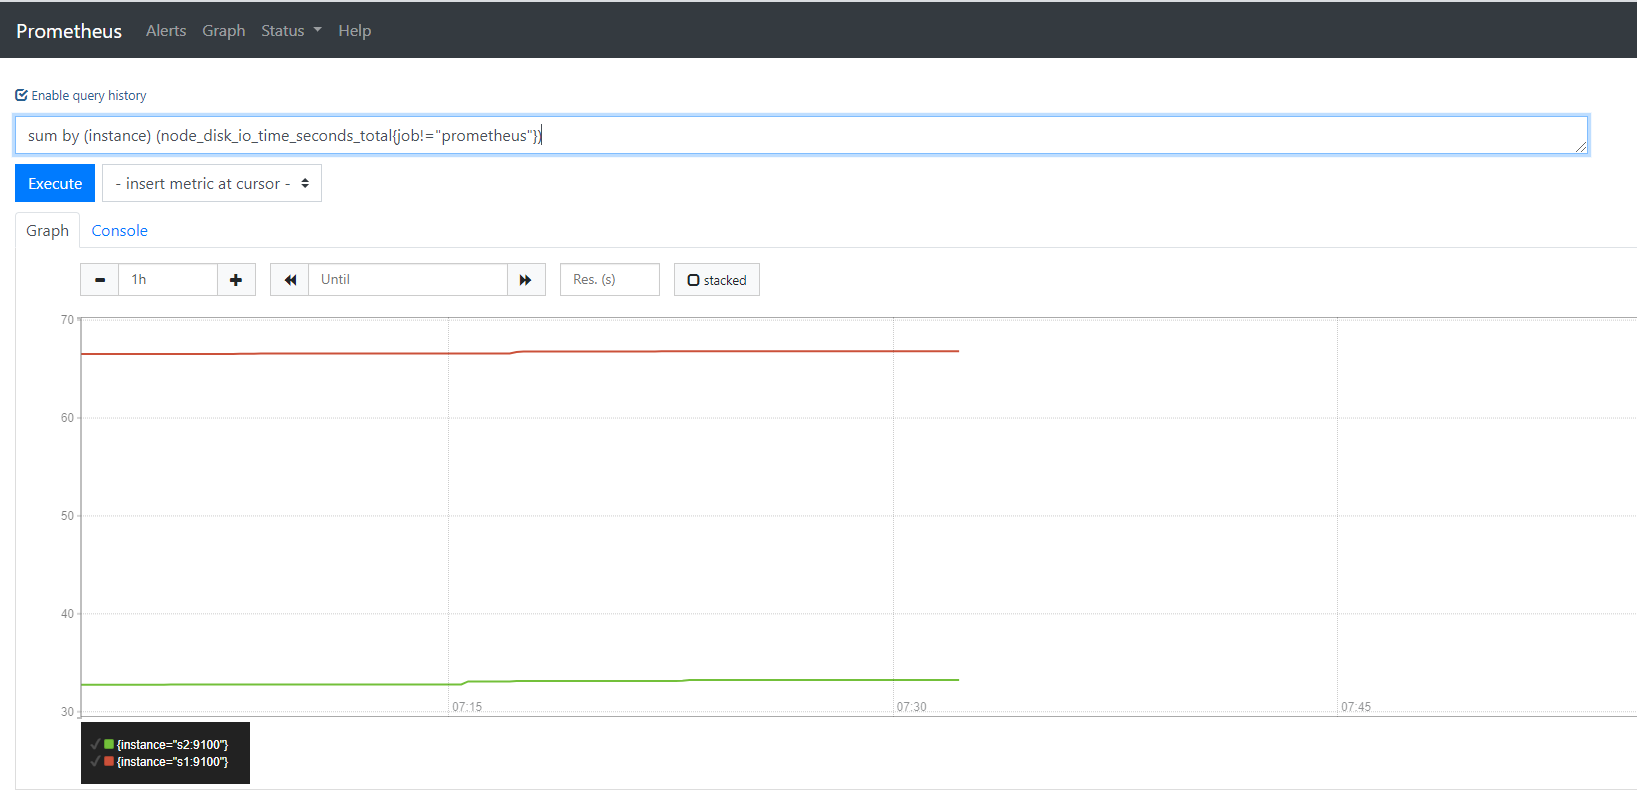 Prometheus Alerts Graph Status Help
Enable query history
sum by (instance) (node_disk_io_time_seconds_total{job!="prometheus"})
Execute - insert metric at cursor -
Graph Console
1h Until Res. (s) stacked
70
60
50
40
30
07:15 07:30 07:45
{instance="s2:9100"}
{instance="s1:9100"}